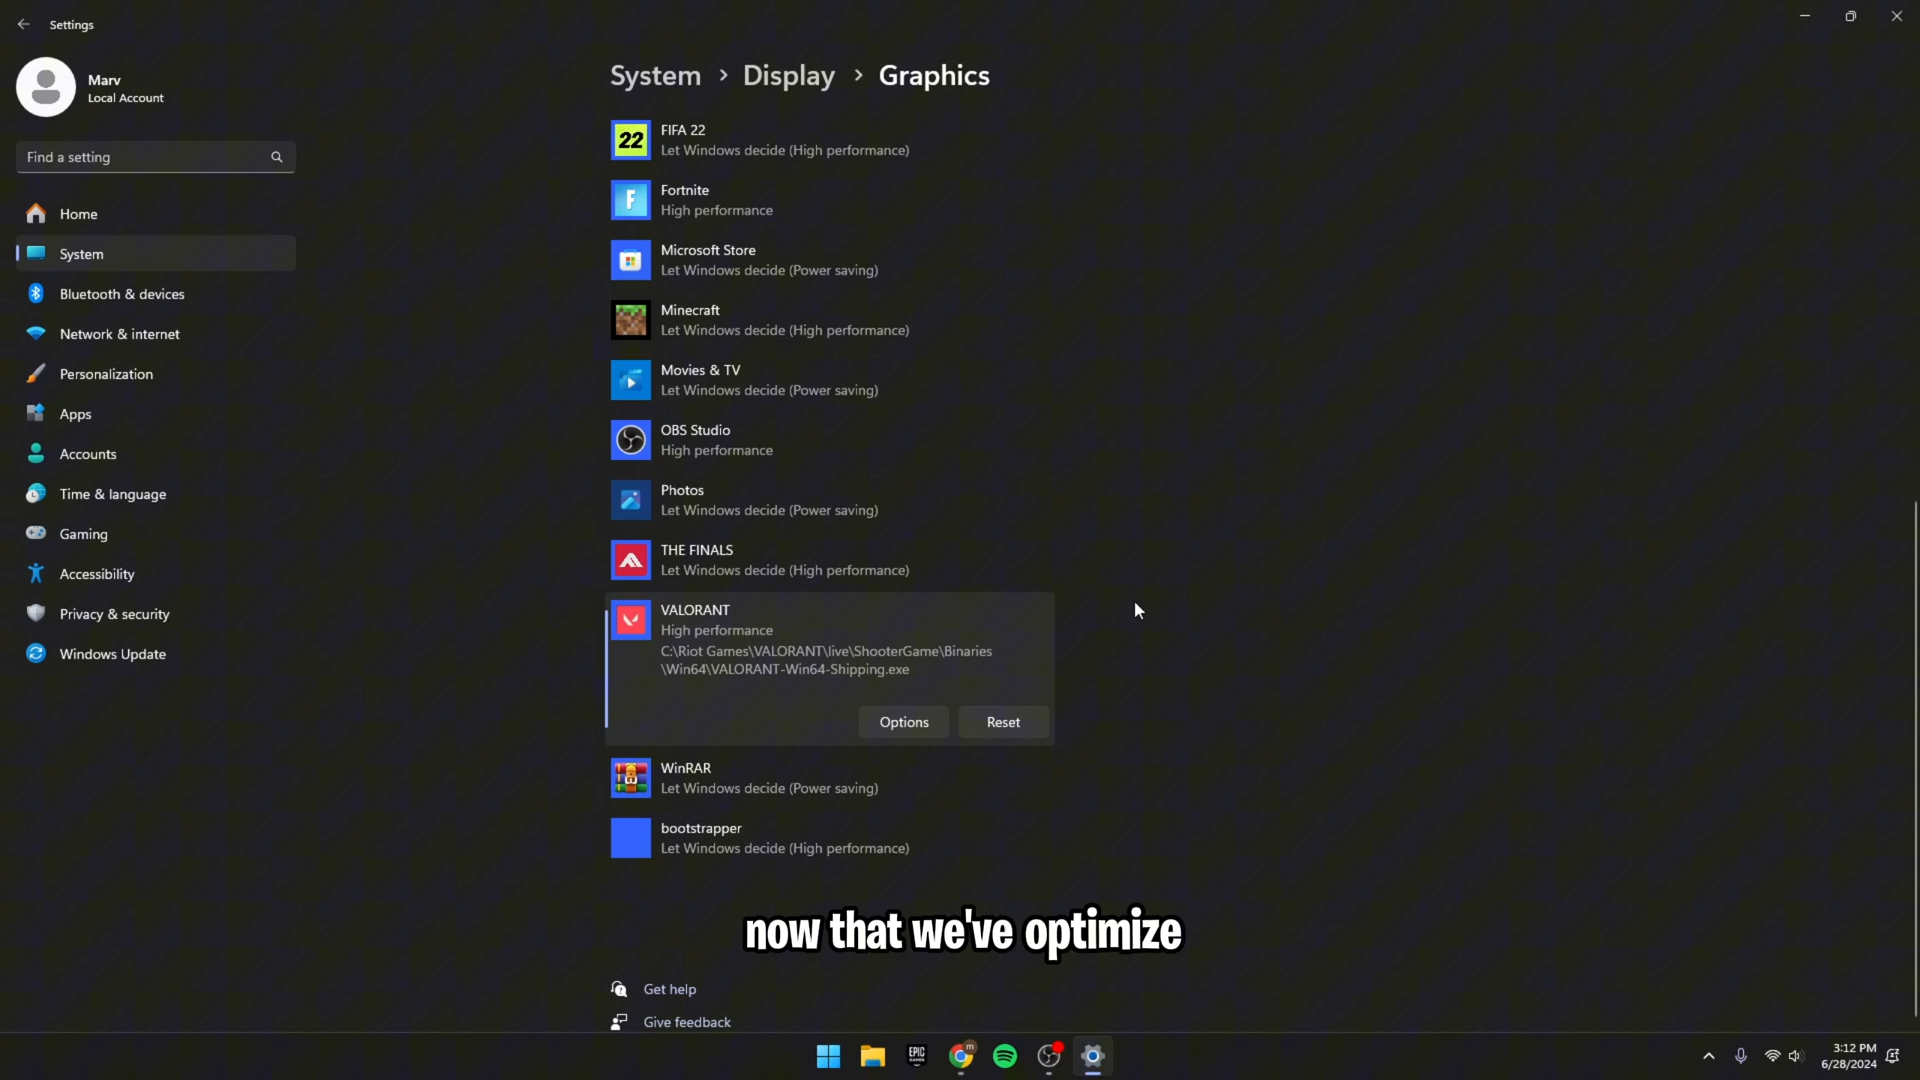 Settings
Marv
Local Account
Find a setting
Home
System
Bluetooth & devices
Network & internet
Personalization
Apps
Accounts
Time & language
Gaming
Accessibility
Privacy & security
Windows Update
System > Display > Graphics
22
FIFA 22
Let Windows decide (High performance)
F
Fortnite
High performance
Microsoft Store
Let Windows decide (Power saving)
Minecraft
Let Windows decide (High performance)
Movies & TV
Let Windows decide (Power saving)
OBS Studio
High performance
Photos
Let Windows decide (Power saving)
THE FINALS
Let Windows decide (High performance)
VALORANT
High performance
C:\Riot Games\VALORANT\live\ShooterGame\Binaries
\Win64\VALORANT-Win64-Shipping.exe
Options
Reset
WinRAR
Let Windows decide (Power saving)
bootstrapper
Let Windows decide (High performance)
now that we've optimize
Get help
Give feedback
EPIC
GAMES
m
3:12 PM
6/28/2024